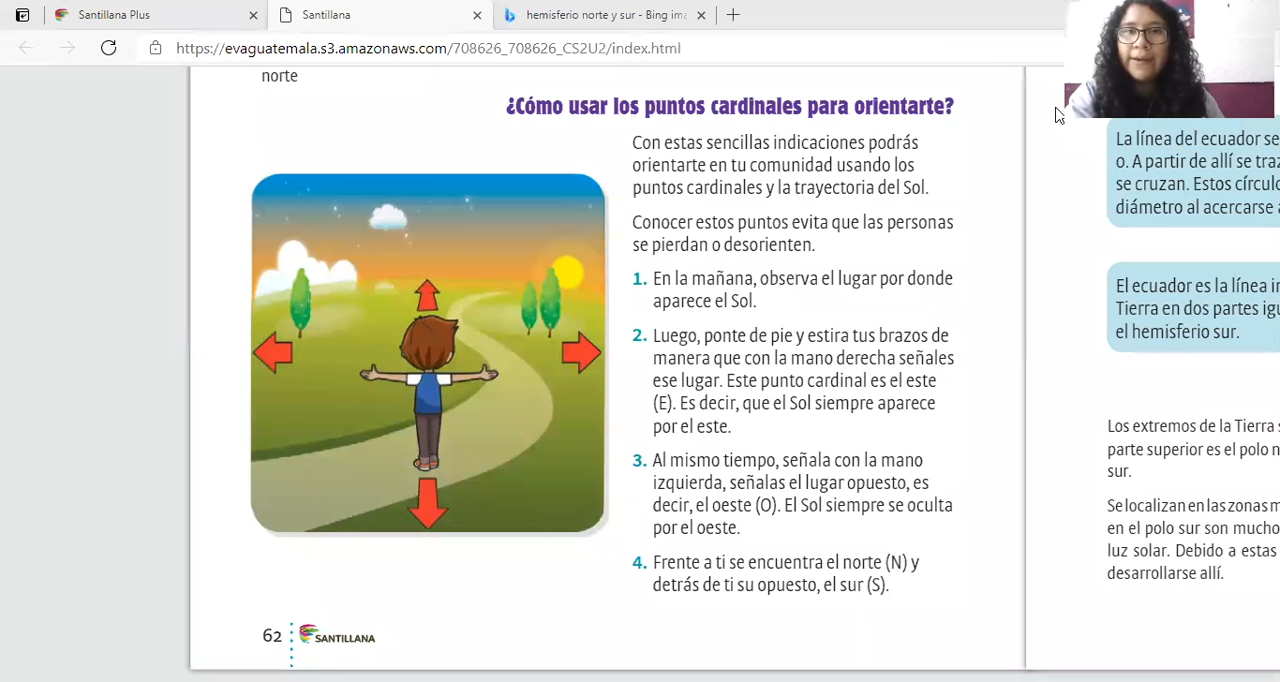 Santillana Plus
Santillana
hemisferio norte y sur - Bing ima
https://evaguatemala.s3.amazonaws.com/708626_708626_CS2U2/index.html
norte
¿Cómo usar los puntos cardinales para orientarte?
Con estas sencillas indicaciones podrás
orientarte en tu comunidad usando los
puntos cardinales y la trayectoria del Sol.
Conocer estos puntos evita que las personas
se pierdan o desorienten.
1. En la mañana, observa el lugar por donde
aparece el Sol.
2. Luego, ponte de pie y estira tus brazos de
manera que con la mano derecha señales
ese lugar. Este punto cardinal es el este
(E). Es decir, que el Sol siempre aparece
por el este.
3. Al mismo tiempo, señala con la mano
izquierda, señalas el lugar opuesto, es
decir, el oeste (O). El Sol siempre se oculta
por el oeste.
4. Frente a ti se encuentra el norte (N) y
detrás de ti su opuesto, el sur (S).
62
SANTILLANA
La línea del ecuador se
o. A partir de allí se traz
se cruzan. Estos círculo
diámetro al acercarse a
El ecuador es la línea i
Tierra en dos partes igu
el hemisferio sur.
Los extremos de la Tierra s
parte superior es el polo n
sur.
Se localizan en las zonas m
en el polo sur son mucho
luz solar. Debido a estas
desarrollarse allí.